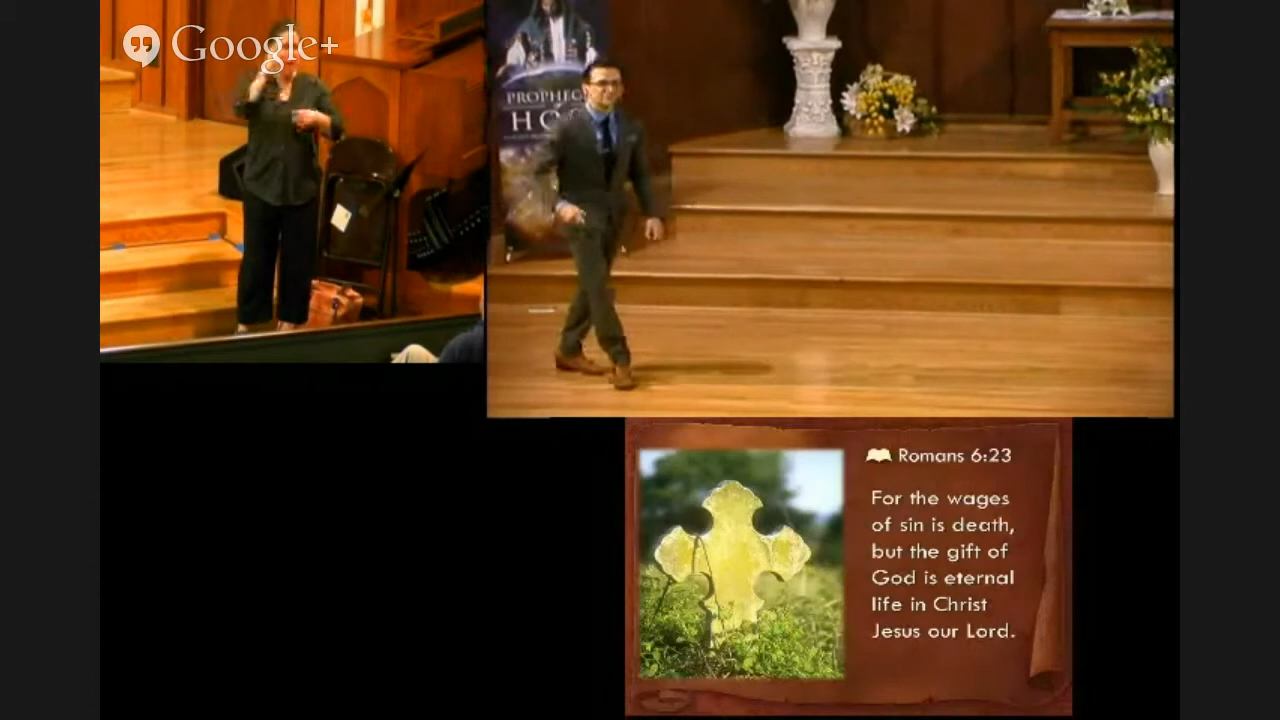 Google+
PROPHEC
HO
Romans 6:23
For the wages
of sin is death,
but the gift of
God is eternal
life in Christ
Jesus our Lord.